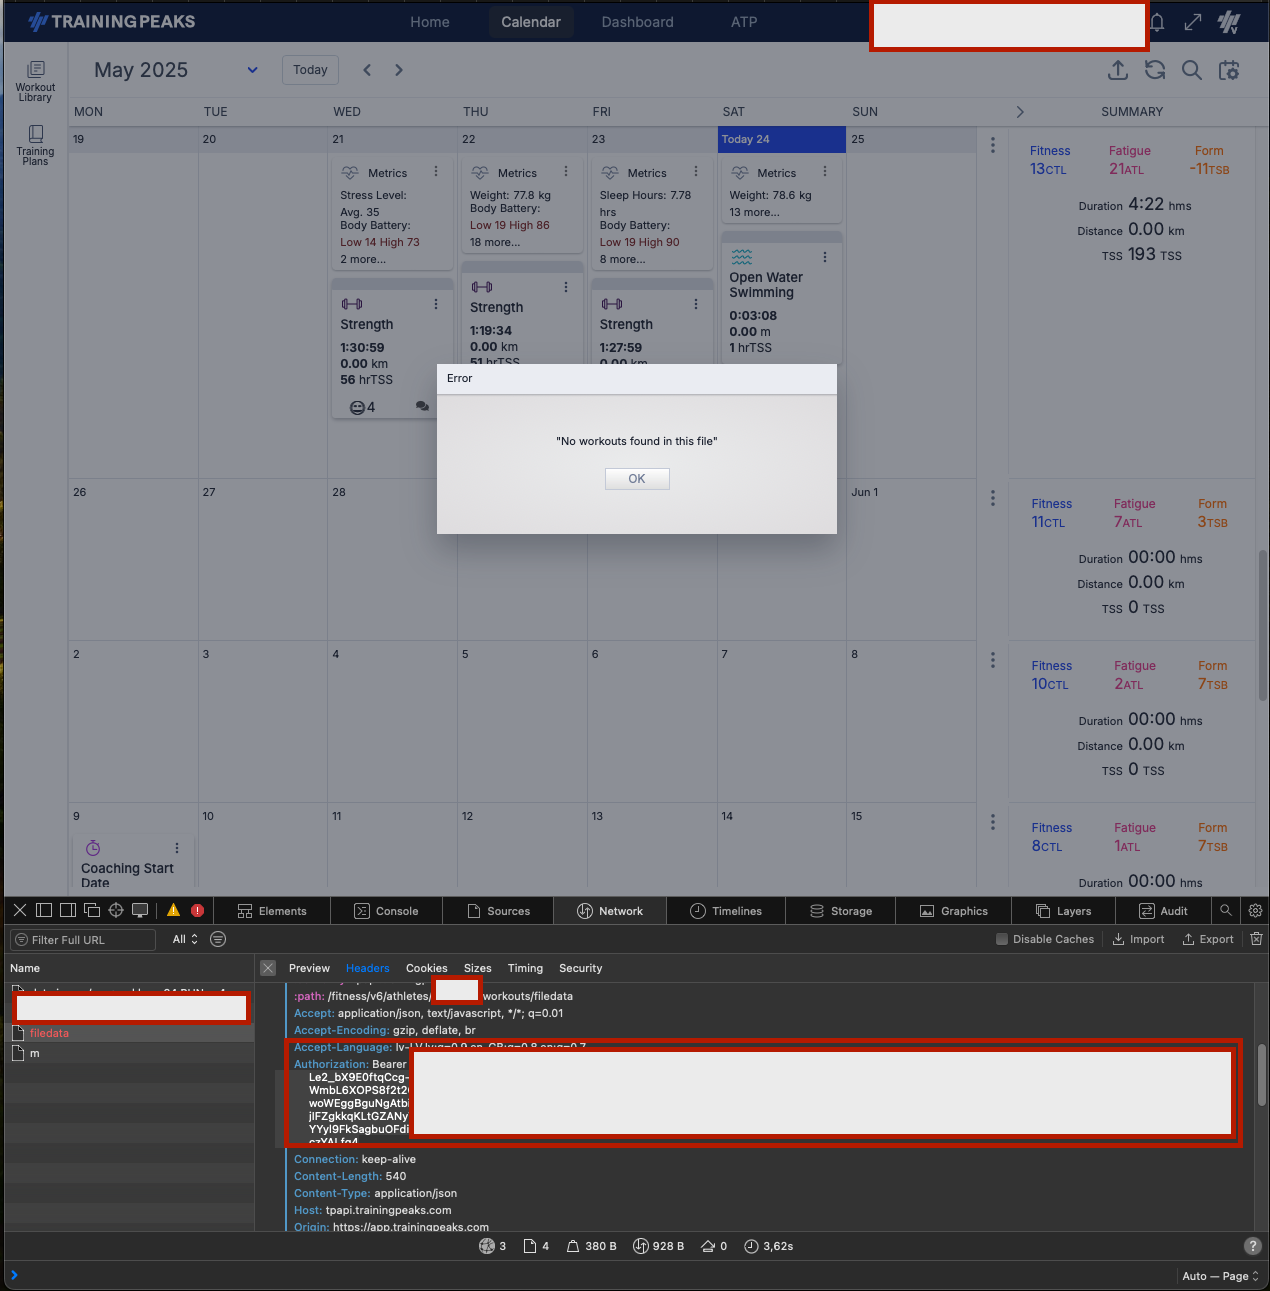 TRAININGPEAKS
Home
Calendar
Dashboard
ATP
Workout
Library
Training
Plans
May 2025
Today
MON
TUE
WED
THU
FRI
SAT
SUN
SUMMARY
19
20
21
22
23
Today 24
25
Metrics
Stress Level:
Avg. 35
Body Battery:
Low 14 High 73
2 more...
Strength
1:30:59
0.00 km
56 hrTSS
4
Metrics
Weight: 77.8 kg
Body Battery:
Low 19 High 86
18 more...
Strength
1:19:34
0.00 km
51 hrTSS
Metrics
Sleep Hours: 7.78
hrs
Body Battery:
Low 19 High 90
8 more...
Strength
1:27:59
0.00 km
Metrics
Weight: 78.6 kg
13 more...
Open Water
Swimming
0:03:08
0.00 m
1 hrTSS
Fitness
Fatigue
Form
13CTL
21ATL
-11TSB
Duration 4:22 hms
Distance 0.00 km
TSS 193 TSS
Error
"No workouts found in this file"
OK
26
27
28
Jun 1
Fitness
Fatigue
Form
11CTL
7ATL
3TSB
Duration 00:00 hms
Distance 0.00 km
TSS 0 TSS
2
3
4
5
6
7
8
Fitness
Fatigue
Form
10CTL
2ATL
7TSB
Duration 00:00 hms
Distance 0.00 km
TSS 0 TSS
9
10
11
12
13
14
15
Coaching Start
Date
Fitness
Fatigue
Form
8CTL
1ATL
7TSB
Duration 00:00 hms
Elements
Console
Sources
Network
Timelines
Storage
Graphics
Layers
Audit
Filter Full URL
All
Disable Caches
Import
Export
Name
Preview
Headers
Cookies
Sizes
Timing
Security
filedata
m
:path: /fitness/v6/athletes/
workouts/filedata
Accept: application/json, text/javascript, */*; q=0.01
Accept-Encoding: gzip, deflate, br
Accept-Language: lv-LV,lv;q=0.9,en-GB;q=0.8,en;q=0.7
Authorization: Bearer
Le2_bX9E0ftqCcg-
WmbL6XOPS8f2t2
woWEggBguNgAtbi
jlFZgkkqKLtGZANy
YYyI9FkSagbuOFdi
Connection: keep-alive
Content-Length: 540
Content-Type: application/json
Host: tpapi.trainingpeaks.com
Origin: https://app.trainingpeaks.com
3
4
380 B
928 B
0
3,62s
?
Auto — Page